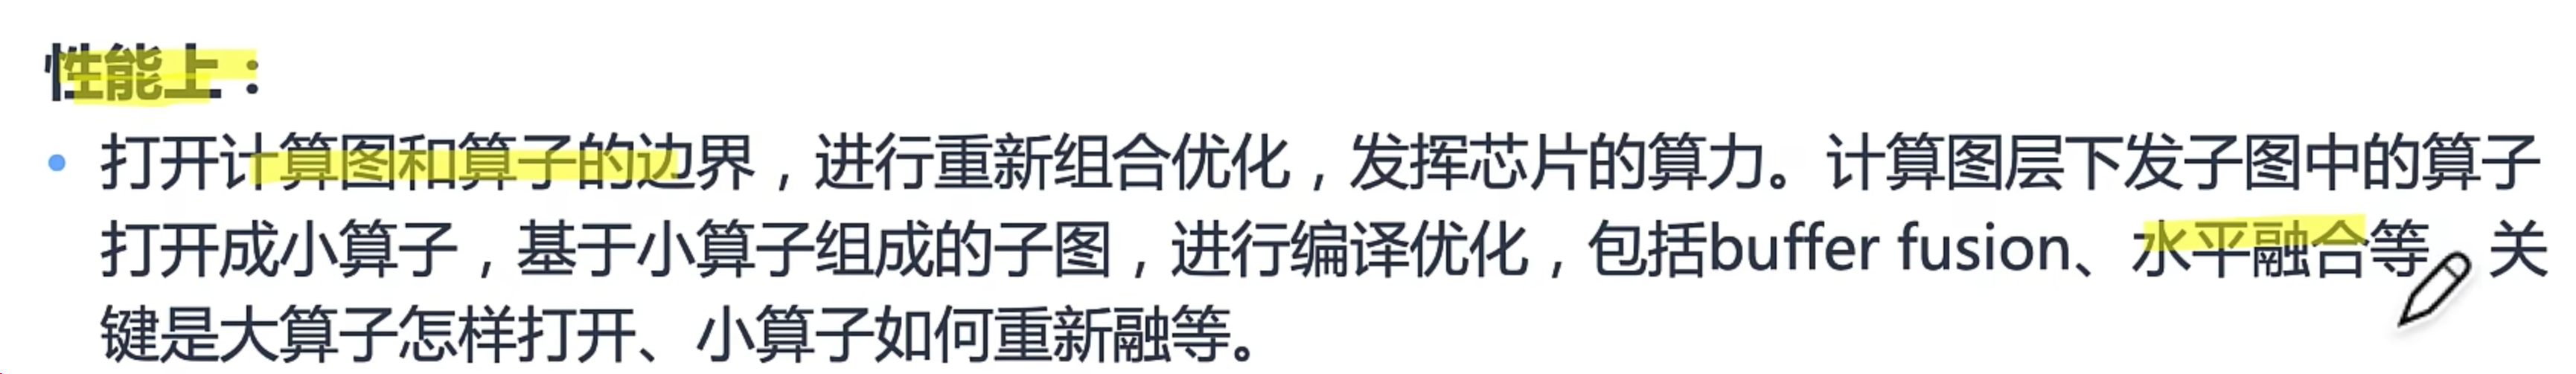 性能上：
打开计算图和算子的边界，进行重新组合优化，发挥芯片的算力。计算图层下发子图中的算子
打开成小算子，基于小算子组成的子图，进行编译优化，包括buffer fusion、水平融合等 关
键是大算子怎样打开、小算子如何重新融等。